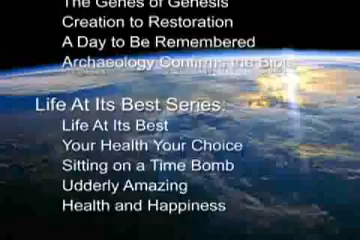 The Genes of Genesis
Creation to Restoration
A Day to Be Remembered
Archaeology Confirms the Bible
Life At Its Best Series:
Life At Its Best
Your Health Your Choice
Sitting on a Time Bomb
Udderly Amazing
Health and Happiness